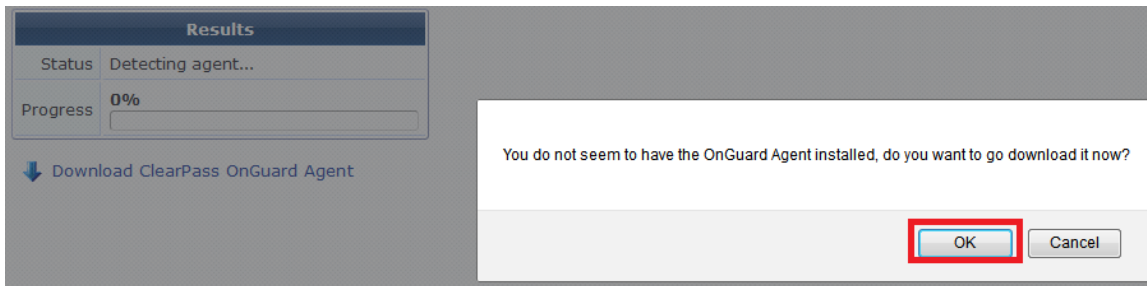 Results
Status Detecting agent...
Progress 0%
Download ClearPass OnGuard Agent
You do not seem to have the OnGuard Agent installed, do you want to go download it now?
OK Cancel